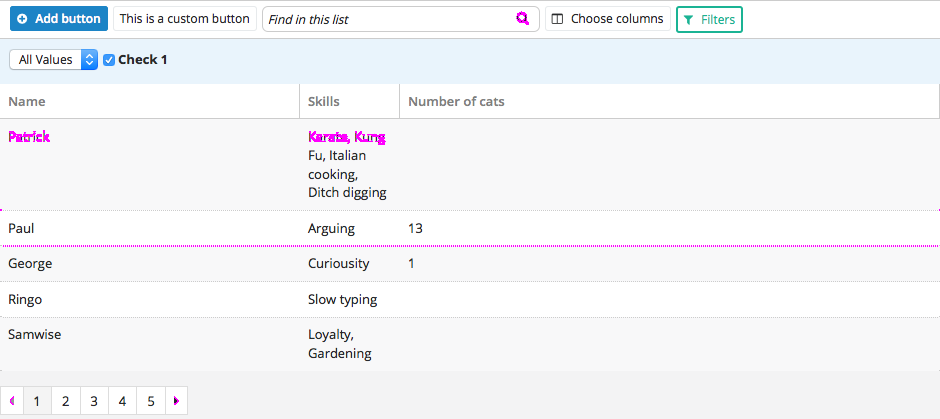 Add button This is a custom button Find in this list Choose columns Filters
All Values Check 1
Name Skills Number of cats
Patrick Karate, Kung
Fu, Italian
cooking,
Ditch digging
Paul Arguing 13
George Curiousity 1
Ringo Slow typing
Samwise Loyalty,
Gardening
1 2 3 4 5